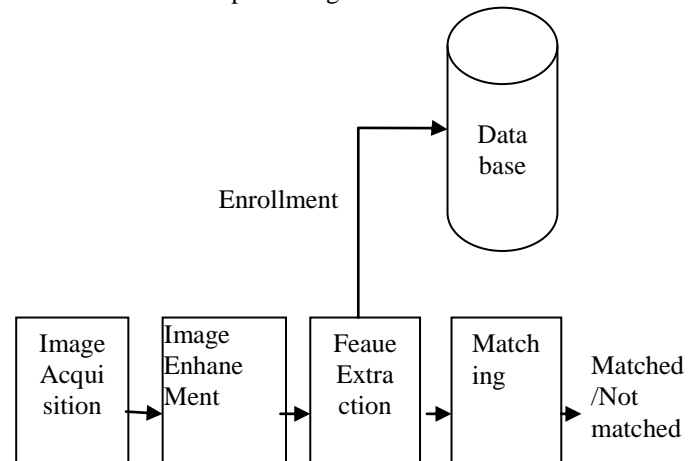 Data
base
Enrollment
Image
Acqui
sition
Image
Enhane
Ment
Feaue
Extra
ction
Match
ing
Matched
/Not
matched